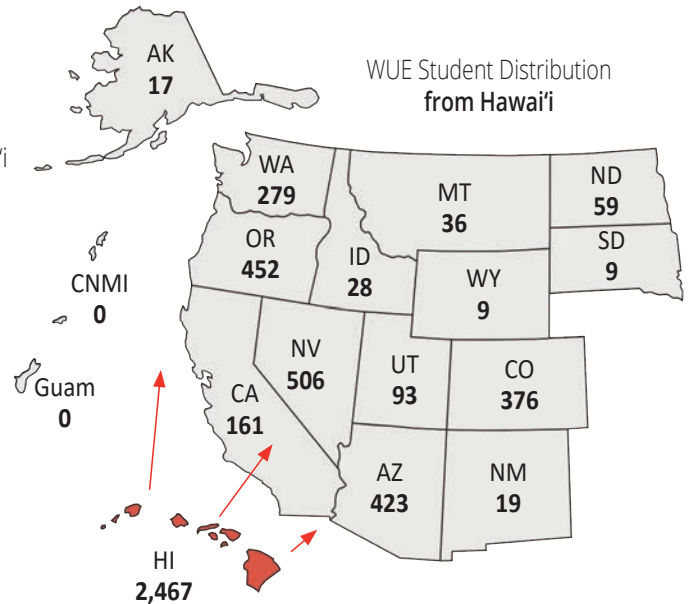 AK
17
WUE Student Distribution
from Hawai‘i
‘i
WA
279
MT
36
ND
59
OR
452
ID
28
SD
9
WY
9
CNMI
0
NV
506
UT
93
CO
376
Guam
0
CA
161
AZ
423
NM
19
HI
2,467